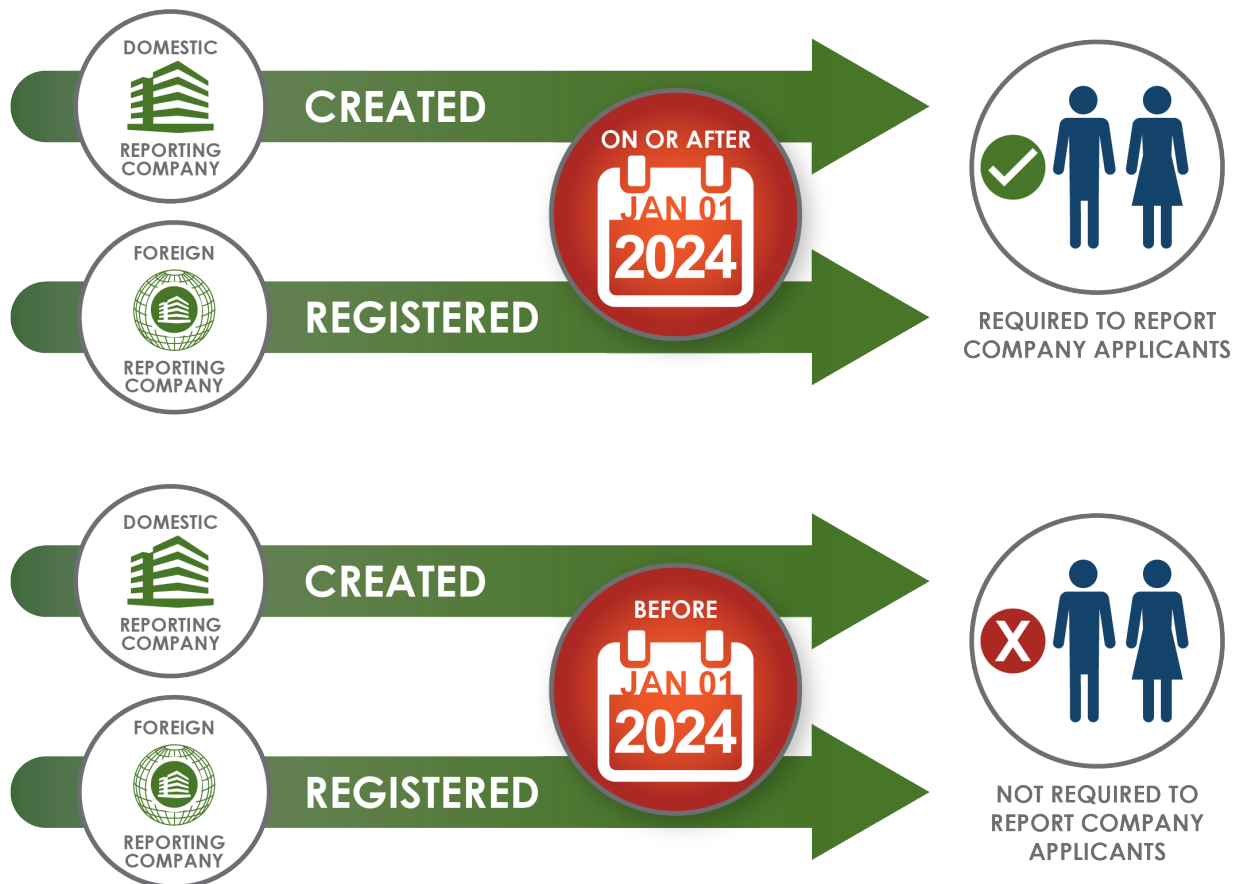 DOMESTIC
REPORTING
COMPANY
CREATED
ON OR AFTER
JAN 01
2024
FOREIGN
REPORTING
COMPANY
REGISTERED
REQUIRED TO REPORT
COMPANY APPLICANTS
DOMESTIC
REPORTING
COMPANY
CREATED
BEFORE
JAN 01
2024
FOREIGN
REPORTING
COMPANY
REGISTERED
X
NOT REQUIRED TO
REPORT COMPANY
APPLICANTS